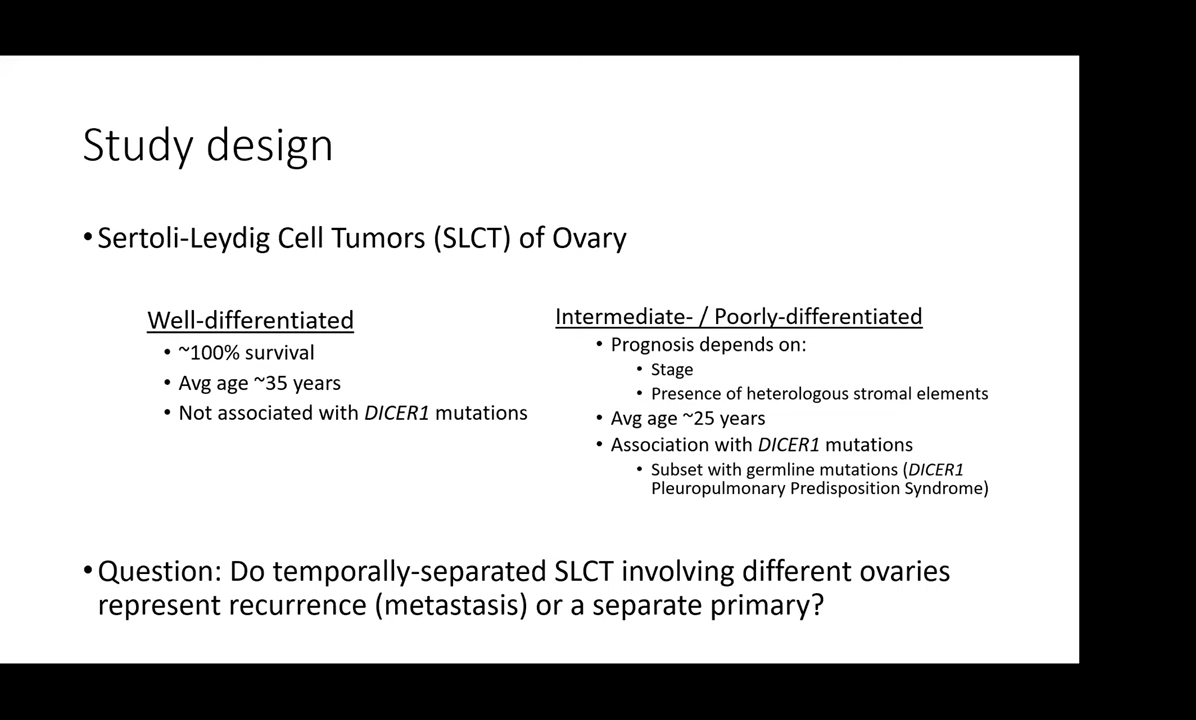 Study design
•Sertoli-Leydig Cell Tumors (SLCT) of Ovary
Well-differentiated
• ~100% survival
• Avg age ~35 years
• Not associated with DICER1 mutations
Intermediate- / Poorly-differentiated
• Prognosis depends on:
• Stage
• Presence of heterologous stromal elements
• Avg age ~25 years
• Association with DICER1 mutations
• Subset with germline mutations (DICER1
Pleuropulmonary Predisposition Syndrome)
•Question: Do temporally-separated SLCT involving different ovaries
represent recurrence (metastasis) or a separate primary?